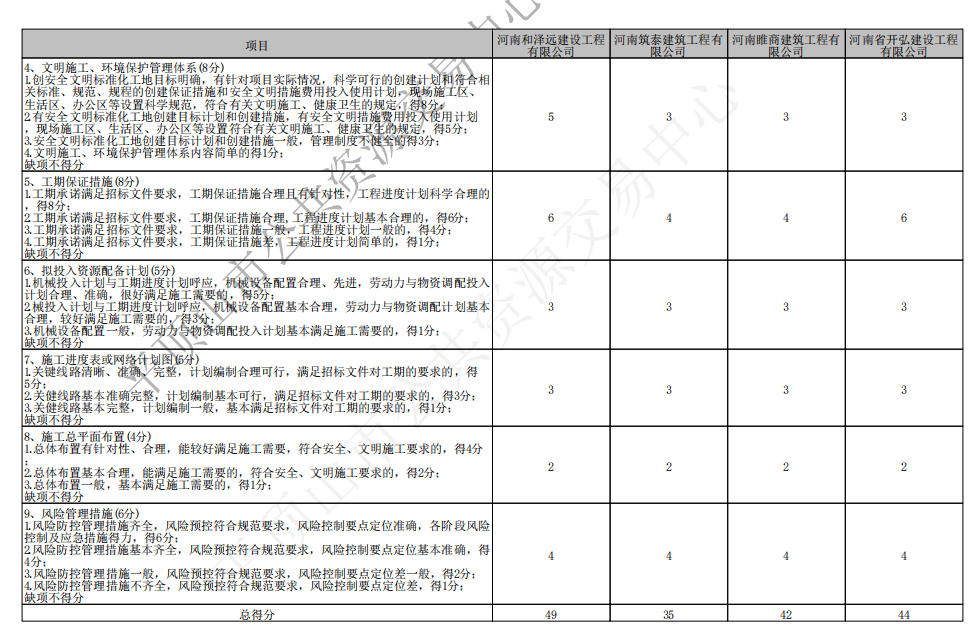 项目
河南和泽远建设工程
有限公司
河南筑泰建筑工程有
限公司
河南睢商建筑工程有
限公司
河南省开弘建设工程
有限公司
4、文明施工、环境保护管理体系(8分)
1.创安全文明标准化工地目标明确，有针对项目实际情况，科学可行的创建计划和符合相
关标准、规范、规程的创建保证措施和安全文明措施费用投入使用计划，现场施工区、
生活区、办公区等设置科学规范，符合有关文明施工、健康卫生的规定，得8分；
2.有安全文明标准化工地创建目标计划和创建措施，有安全文明措施费用投入使用计划
，现场施工区、生活区、办公区等设置符合有关文明施工、健康卫生的规定，得5分；
3.安全文明标准化工地创建目标计划和创建措施一般，管理制度不健全的得3分；
4.文明施工、环境保护管理体系内容简单的得1分；
缺项不得分
5
3
3
3
5、工期保证措施(8分)
1.工期承诺满足招标文件要求，工期保证措施合理且有针对性，工程进度计划科学合理的
，得8分；
2.工期承诺满足招标文件要求，工期保证措施合理,工程进度计划基本合理的，得6分；
3.工期承诺满足招标文件要求，工期保证措施一般，工程进度计划一般的，得4分；
4.工期承诺满足招标文件要求，工期保证措施差，工程进度计划简单的，得1分；
缺项不得分
6
4
4
6
6、拟投入资源配备计划(5分)
1.机械投入计划与工期进度计划呼应，机械设备配置合理、先进，劳动力与物资调配投入
计划合理、准确，很好满足施工需要的，得5分；
2械投入计划与工期进度计划呼应，机械设备配置基本合理，劳动力与物资调配计划基本
合理，较好满足施工需要的，得3分；
3.机械设备配置一般，劳动力与物资调配投入计划基本满足施工需要的，得1分；
缺项不得分
3
3
3
3
7、施工进度表或网络计划图(5分)
1.关键线路清晰、准确、完整，计划编制合理可行，满足招标文件对工期的要求的，得
5分；
2.关健线路基本准确完整，计划编制基本可行，满足招标文件对工期的要求的，得3分；
3.关健线路基本完整，计划编制一般，基本满足招标文件对工期的要求的，得1分；
缺项不得分
3
3
3
3
8、施工总平面布置(4分)
1.总体布置有针对性、合理，能较好满足施工需要，符合安全、文明施工要求的，得4分
；
2.总体布置基本合理，能满足施工需要的，符合安全、文明施工要求的，得2分；
3.总体布置一般，基本满足施工需要的，得1分；
缺项不得分
2
2
2
2
9、风险管理措施(6分)
1.风险防控管理措施齐全，风险预控符合规范要求，风险控制要点定位准确，各阶段风险
控制及应急措施得力，得6分；
2.风险防控管理措施基本齐全，风险预控符合规范要求，风险控制要点定位基本准确，得
4分；
3.风险防控管理措施一般，风险预控符合规范要求，风险控制要点定位差一般，得2分；
4.风险防控管理措施不齐全，风险预控符合规范要求，风险控制要点定位差，得1分；
缺项不得分
4
4
4
4
总得分
49
35
42
44
平顶山市公共资源交易中心
平顶山市公共资源交易中心